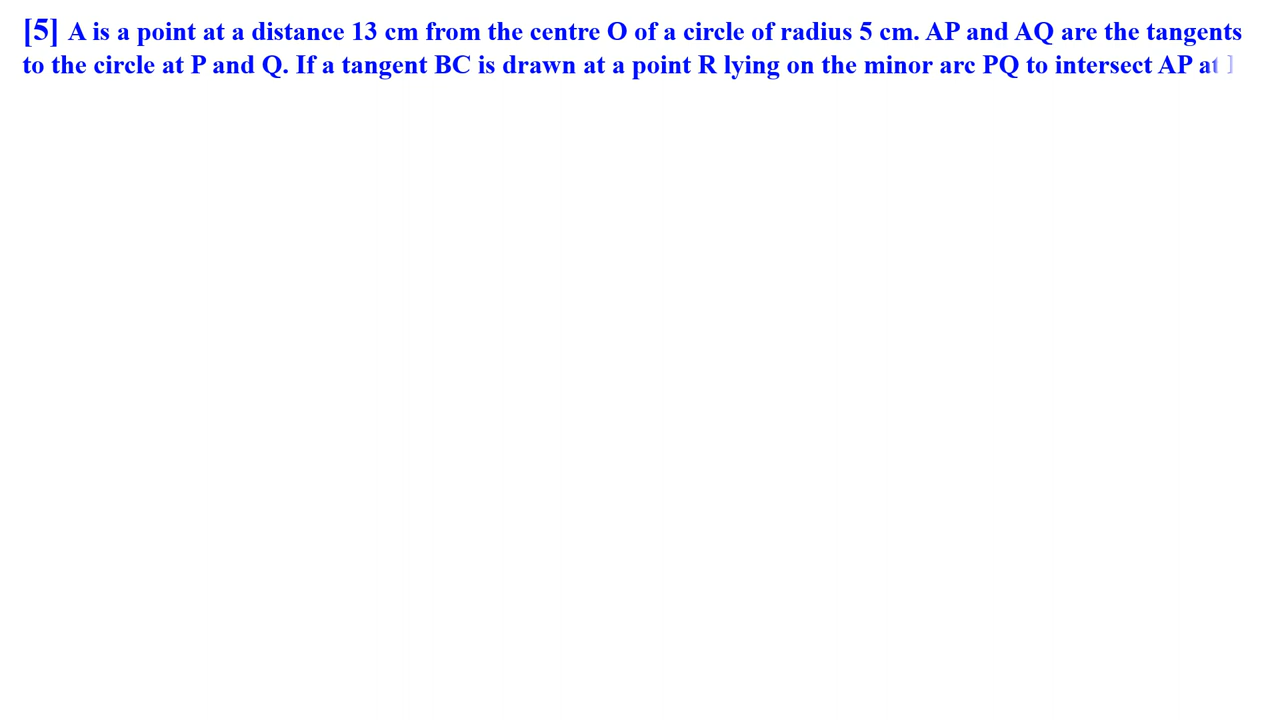 [5] A is a point at a distance 13 cm from the centre O of a circle of radius 5 cm. AP and AQ are the tangents
to the circle at P and Q. If a tangent BC is drawn at a point R lying on the minor arc PQ to intersect AP at